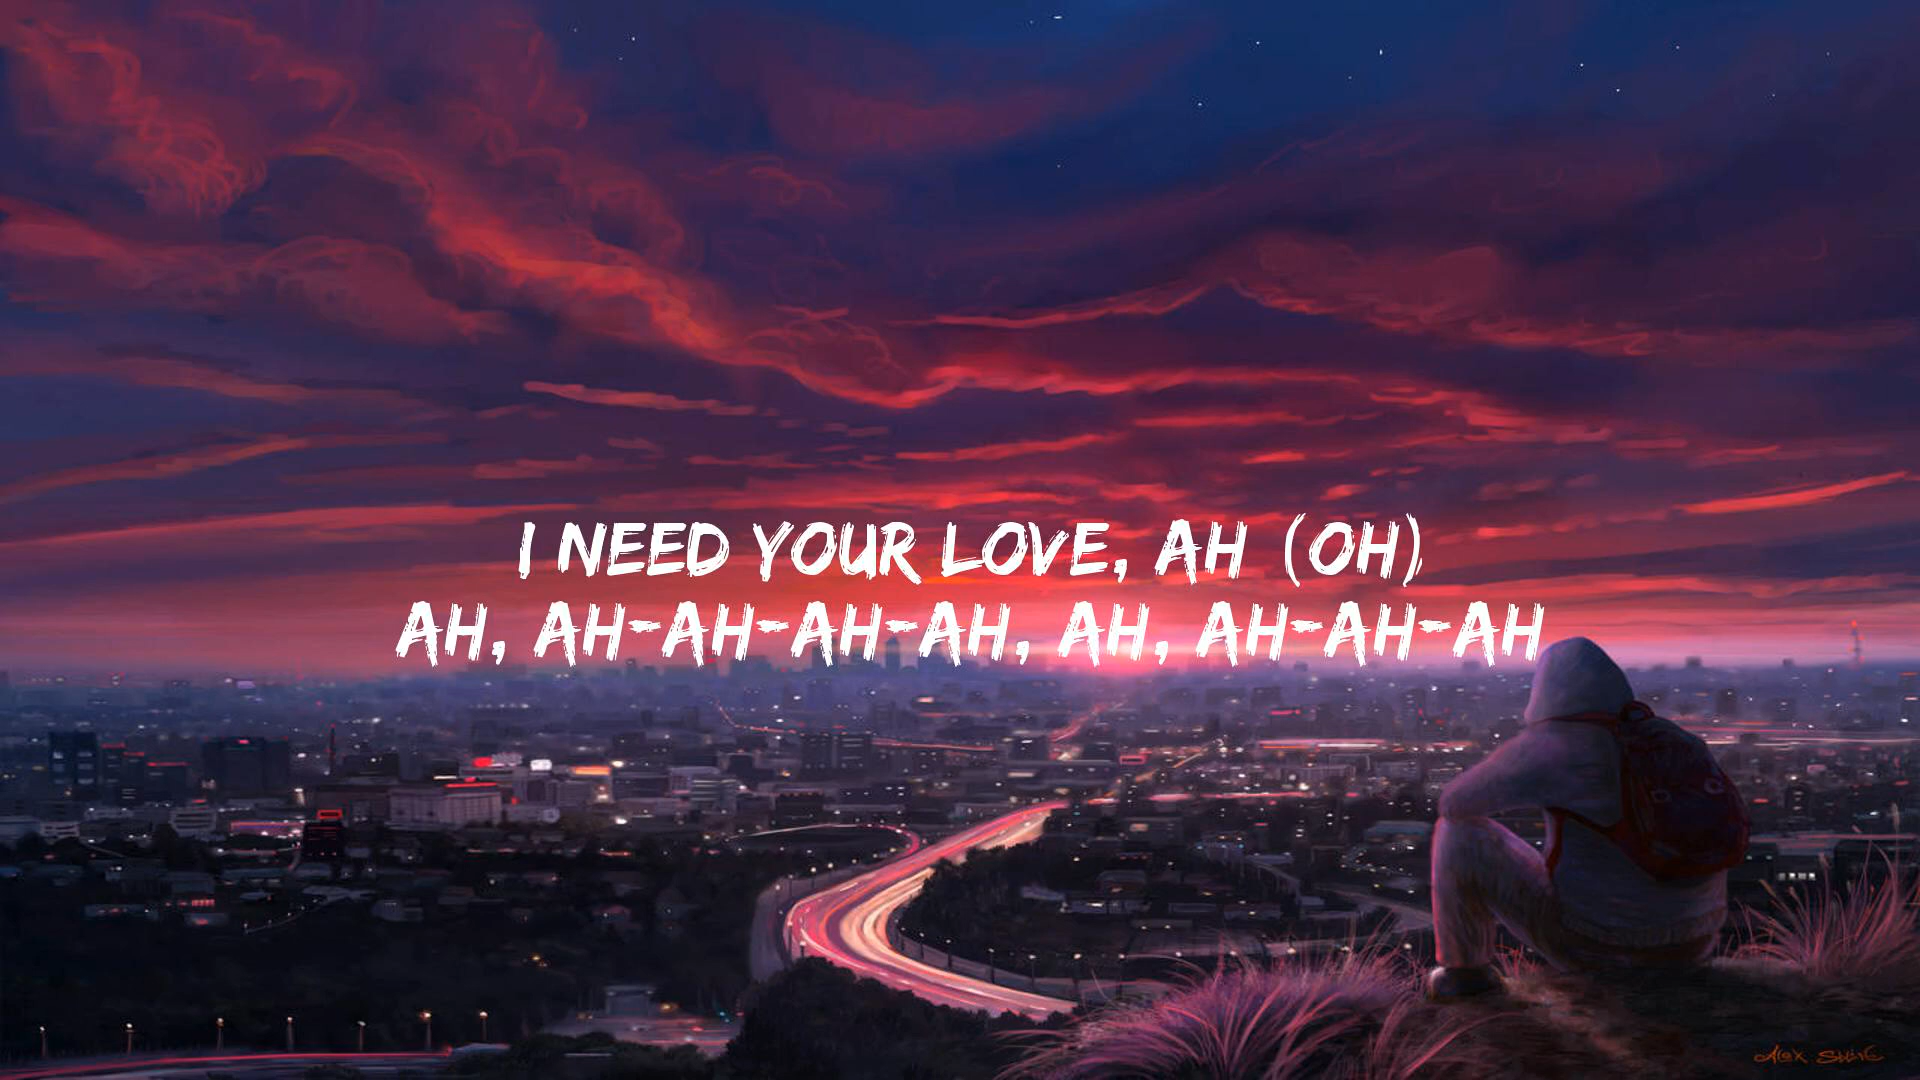 I NEED YOUR LOVE, AH (OH)
AH, AH-AH-AH-AH, AH, AH-AH-AH